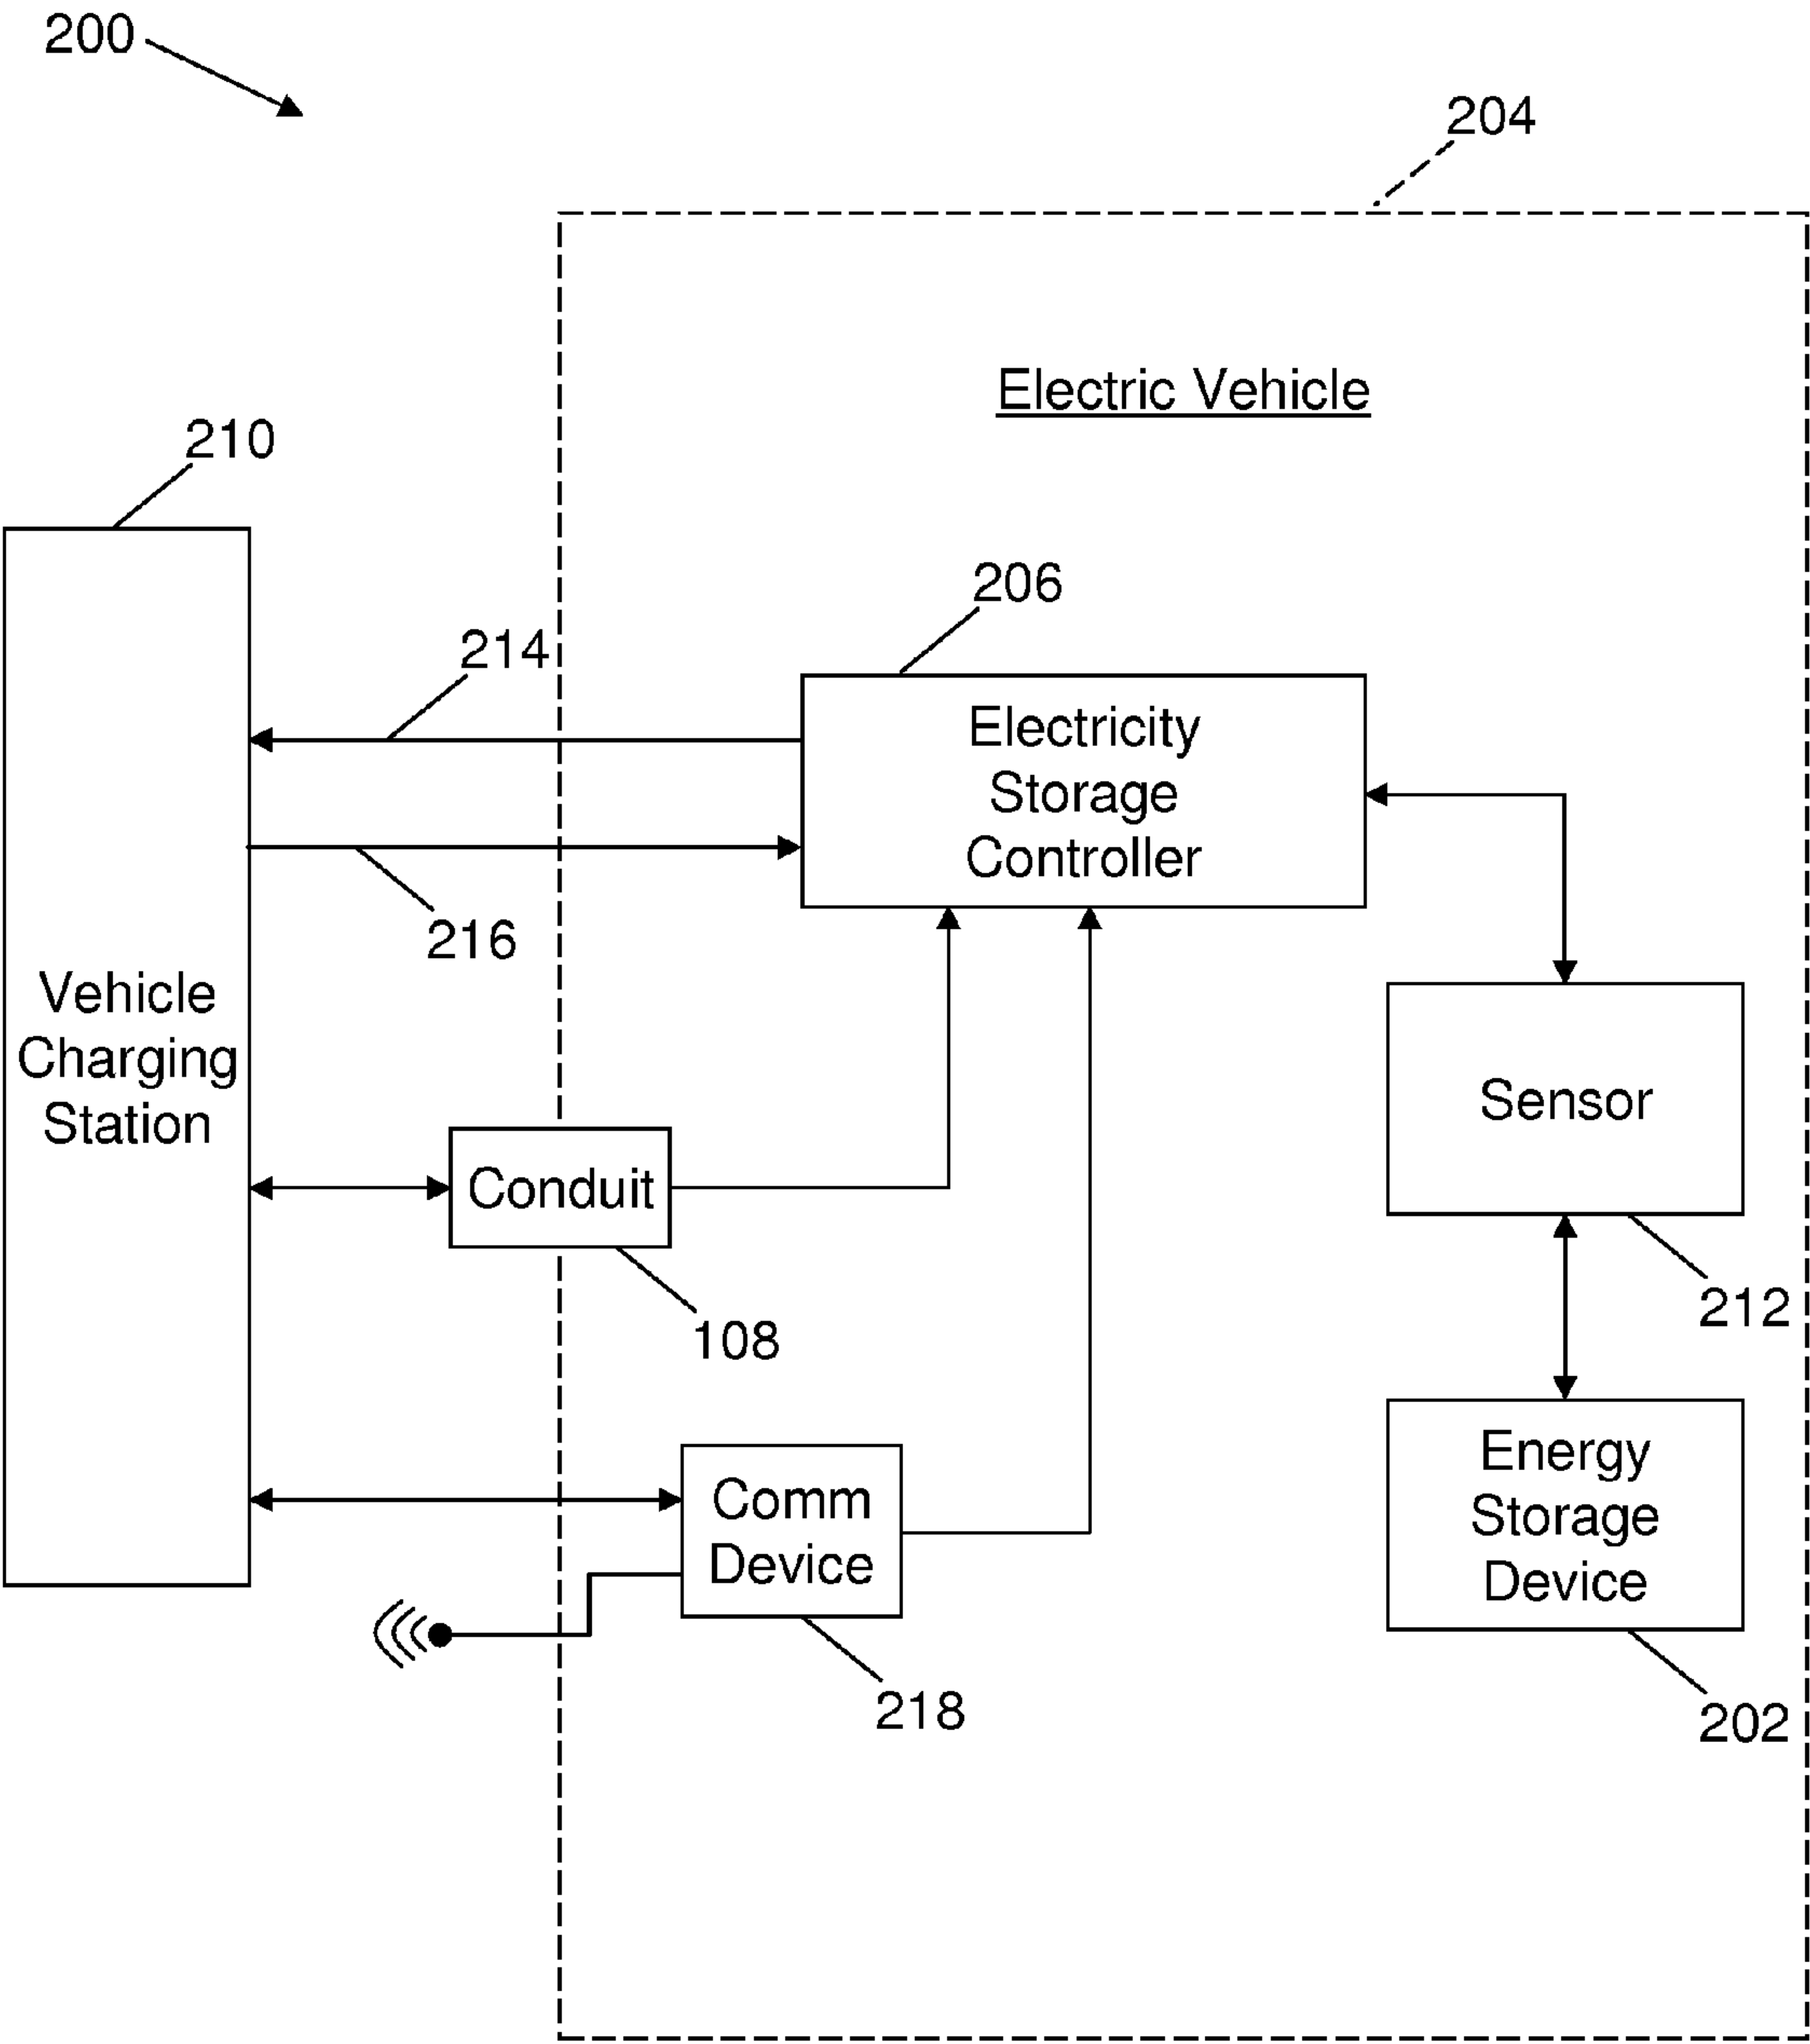 200
204
Electric Vehicle
210
206
214
Electricity
Storage
Controller
216
Vehicle
Charging
Station
Sensor
Conduit
212
108
Energy
Storage
Device
Comm
Device
218
202